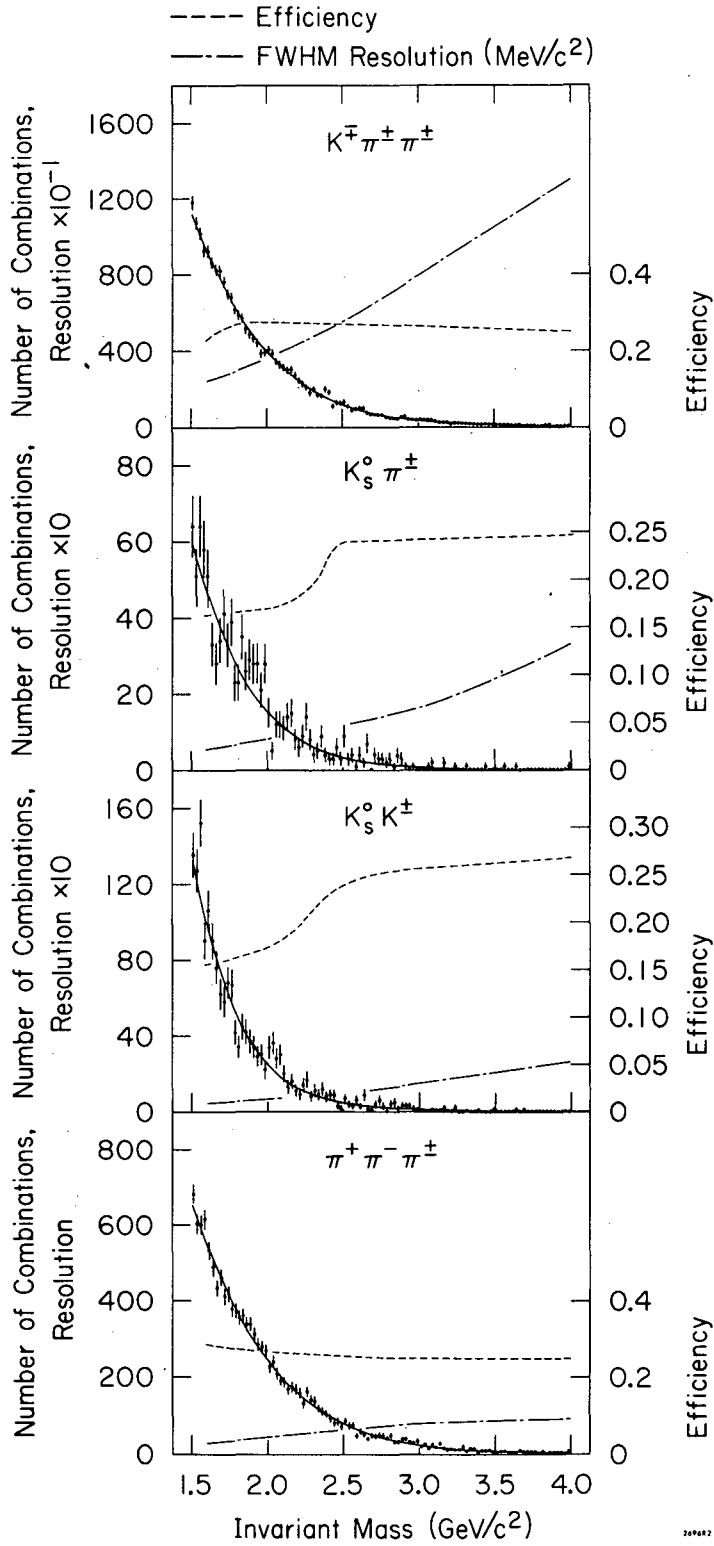 ---- Efficiency
—·— FWHM Resolution (MeV/c²)
Number of Combinations,
Resolution ×10⁻¹
1600
1200
800
400
0
K∓π±π±
0.4
0.2
0
Efficiency
Number of Combinations,
Resolution ×10
80
60
40
20
0
K°ₛπ±
0.25
0.20
0.15
0.10
0.05
0
Efficiency
Number of Combinations,
Resolution ×10
160
120
80
40
0
K°ₛK±
0.30
0.25
0.20
0.15
0.10
0.05
0
Efficiency
Number of Combinations,
Resolution
800
600
400
200
0
π⁺π⁻π±
0.4
0.2
0
Efficiency
1.5 2.0 2.5 3.0 3.5 4.0
Invariant Mass (GeV/c²)